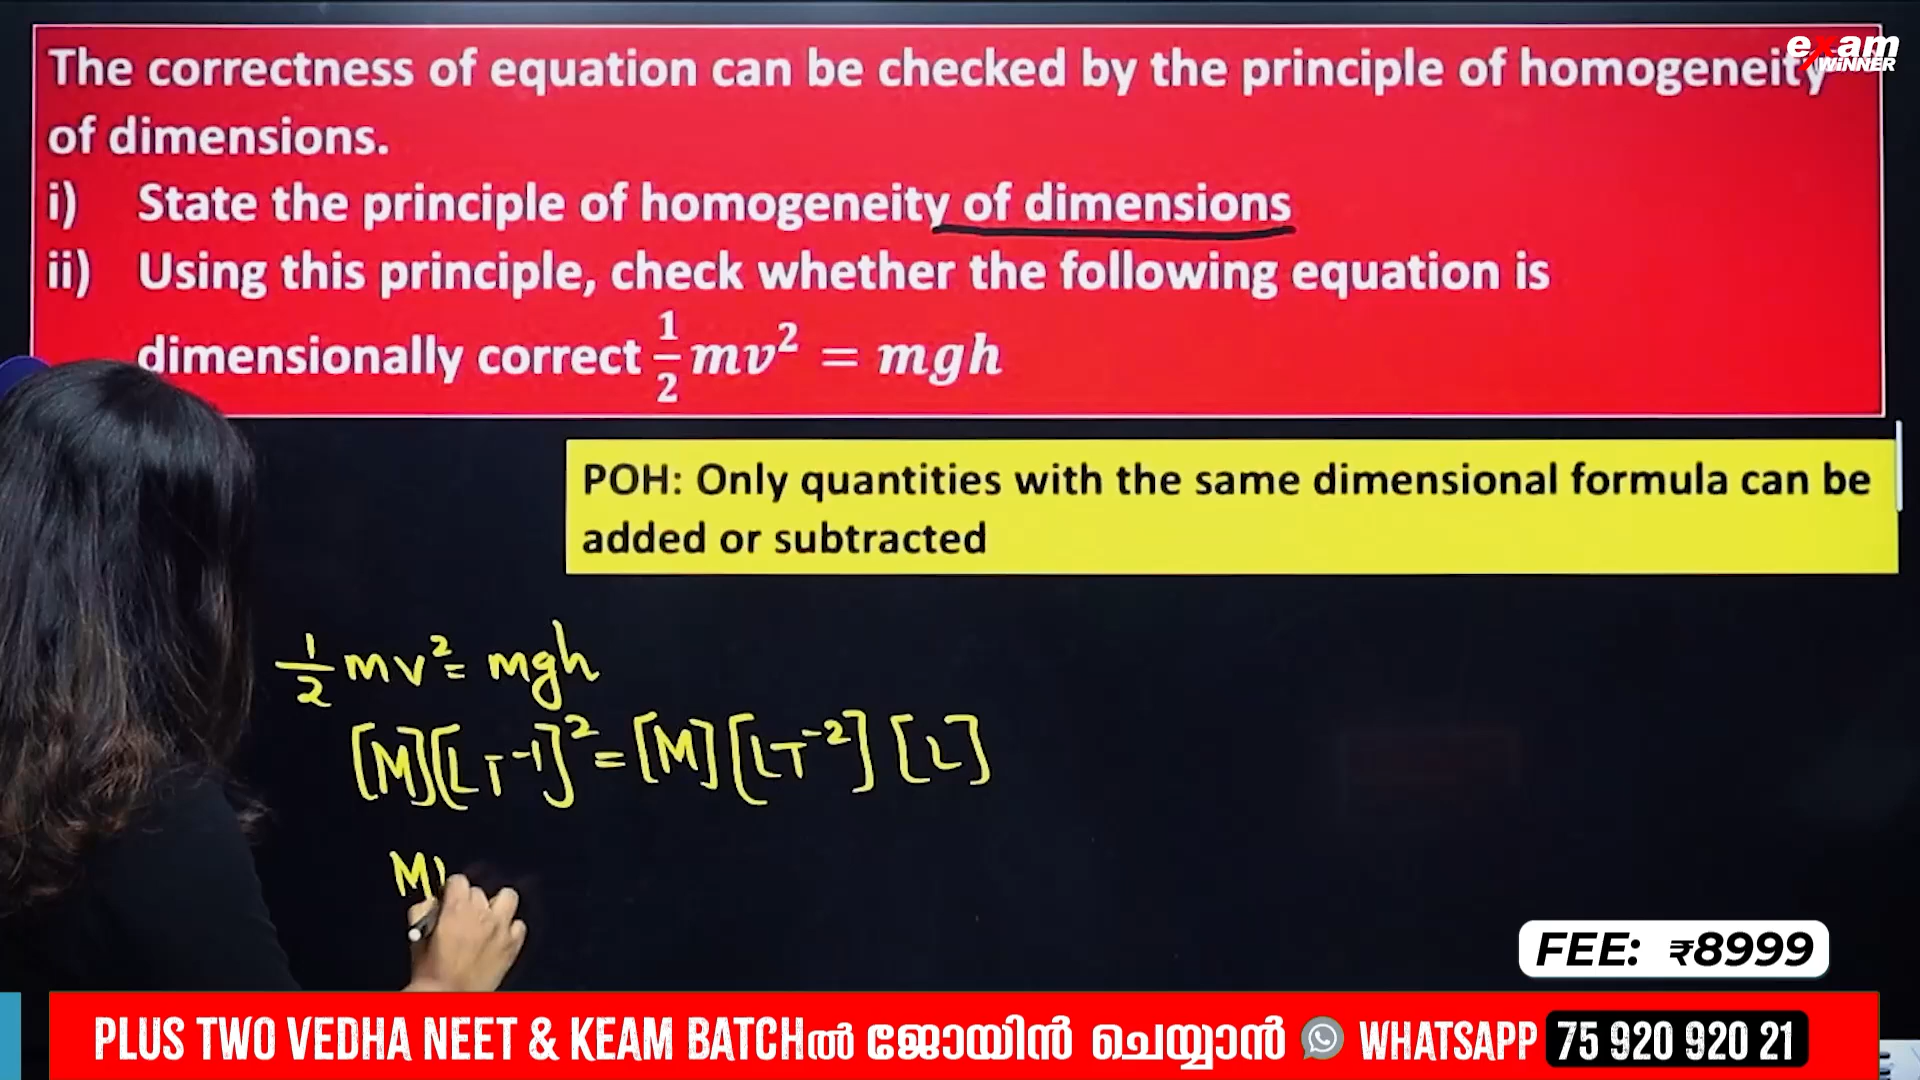 The correctness of equation can be checked by the principle of homogeneity
exam
WINNER
of dimensions.
i) State the principle of homogeneity of dimensions
ii) Using this principle, check whether the following equation is
dimensionally correct 1/2 mv² = mgh
POH: Only quantities with the same dimensional formula can be
added or subtracted
1/2 mv² = mgh
[M][LT⁻¹]² = [M][LT⁻²][L]
M
FEE: ₹8999
PLUS TWO VEDHA NEET & KEAM BATCHൽ ജോയിൻ ചെയ്യാൻ WHATSAPP 75 920 920 21